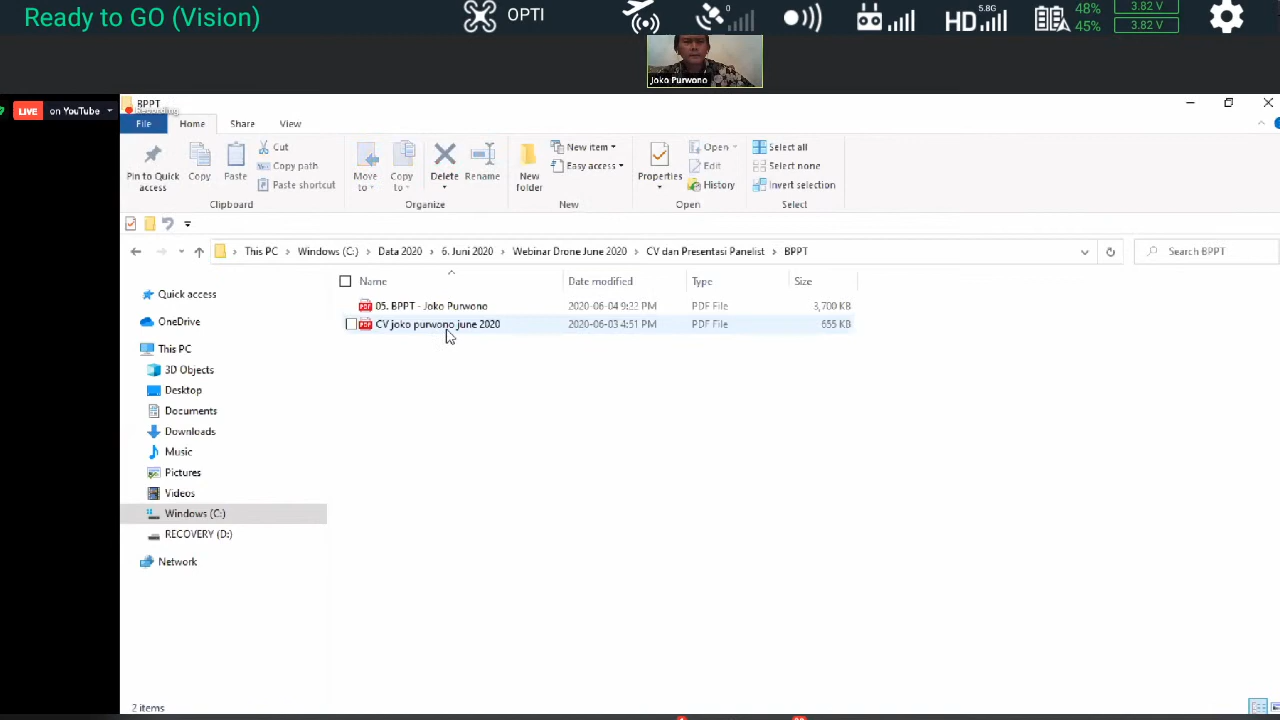 Ready to GO (Vision)
OPTI
5.8G
HD
48%
45%
3.82 V
3.82 V
Joko Purwono
LIVE on YouTube
BPPT
Recording
File Home Share View
Pin to Quick access
Copy
Paste
Cut
Copy path
Paste shortcut
Clipboard
Move to
Copy to
Delete
Rename
Organize
New folder
New item
Easy access
New
Properties
Open
Edit
History
Open
Select all
Select none
Invert selection
Select
This PC > Windows (C:) > Data 2020 > 6. Juni 2020 > Webinar Drone June 2020 > CV dan Presentasi Panelist > BPPT
Search BPPT
Quick access
OneDrive
This PC
3D Objects
Desktop
Documents
Downloads
Music
Pictures
Videos
Windows (C:)
RECOVERY (D:)
Network
Name Date modified Type Size
05. BPPT - Joko Purwono 2020-06-04 9:22 PM PDF File 3,700 KB
CV joko purwono june 2020 2020-06-03 4:51 PM PDF File 655 KB
2 items